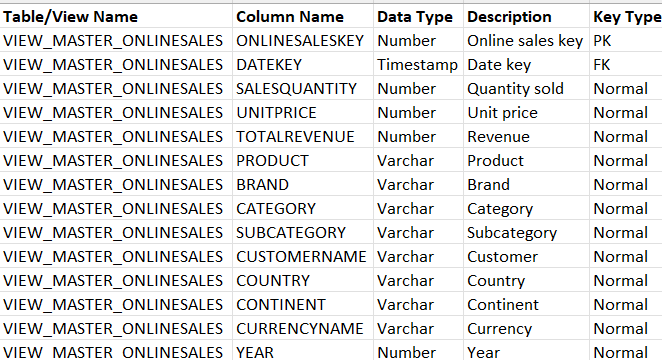 Table/View Name Column Name Data Type Description Key Type
VIEW_MASTER_ONLINESALES ONLINESALESKEY Number Online sales key PK
VIEW_MASTER_ONLINESALES DATEKEY Timestamp Date key FK
VIEW_MASTER_ONLINESALES SALESQUANTITY Number Quantity sold Normal
VIEW_MASTER_ONLINESALES UNITPRICE Number Unit price Normal
VIEW_MASTER_ONLINESALES TOTALREVENUE Number Revenue Normal
VIEW_MASTER_ONLINESALES PRODUCT Varchar Product Normal
VIEW_MASTER_ONLINESALES BRAND Varchar Brand Normal
VIEW_MASTER_ONLINESALES CATEGORY Varchar Category Normal
VIEW_MASTER_ONLINESALES SUBCATEGORY Varchar Subcategory Normal
VIEW_MASTER_ONLINESALES CUSTOMERNAME Varchar Customer Normal
VIEW_MASTER_ONLINESALES COUNTRY Varchar Country Normal
VIEW_MASTER_ONLINESALES CONTINENT Varchar Continent Normal
VIEW_MASTER_ONLINESALES CURRENCYNAME Varchar Currency Normal
VIEW_MASTER_ONLINESALES YEAR Number Year Normal